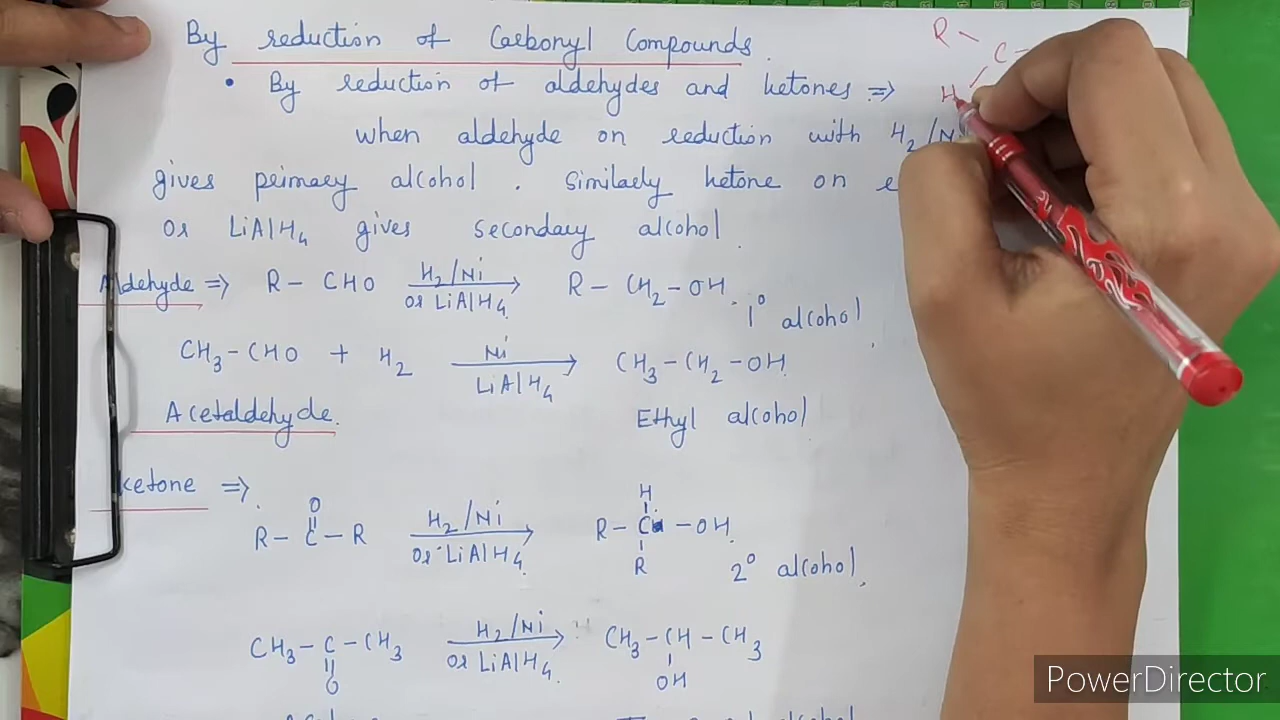 By reduction of Carbonyl Compounds.
R - C -
H
• By reduction of aldehydes and ketones ⇒
when aldehyde on reduction with H₂/Ni
gives primary alcohol. Similarly ketone on
or LiAlH₄ gives secondary alcohol.
Aldehyde ⇒ R - CHO H₂/Ni or LiAlH₄ → R - CH₂ - OH. 1° alcohol.
CH₃ - CHO + H₂ Ni LiAlH₄ → CH₃ - CH₂ - OH.
Acetaldehyde. Ethyl alcohol
ketone ⇒
O H
R - C - R H₂/Ni or LiAlH₄. → R - C - OH.
R 2° alcohol.
CH₃ - C - CH₃ H₂/Ni or LiAlH₄. → CH₃ - CH - CH₃
O OH
PowerDirector